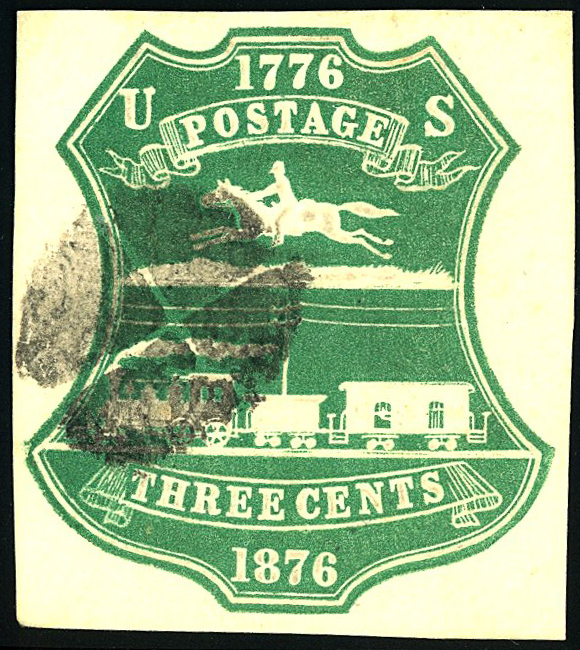 1776
U S
POSTAGE
THREE CENTS
1876